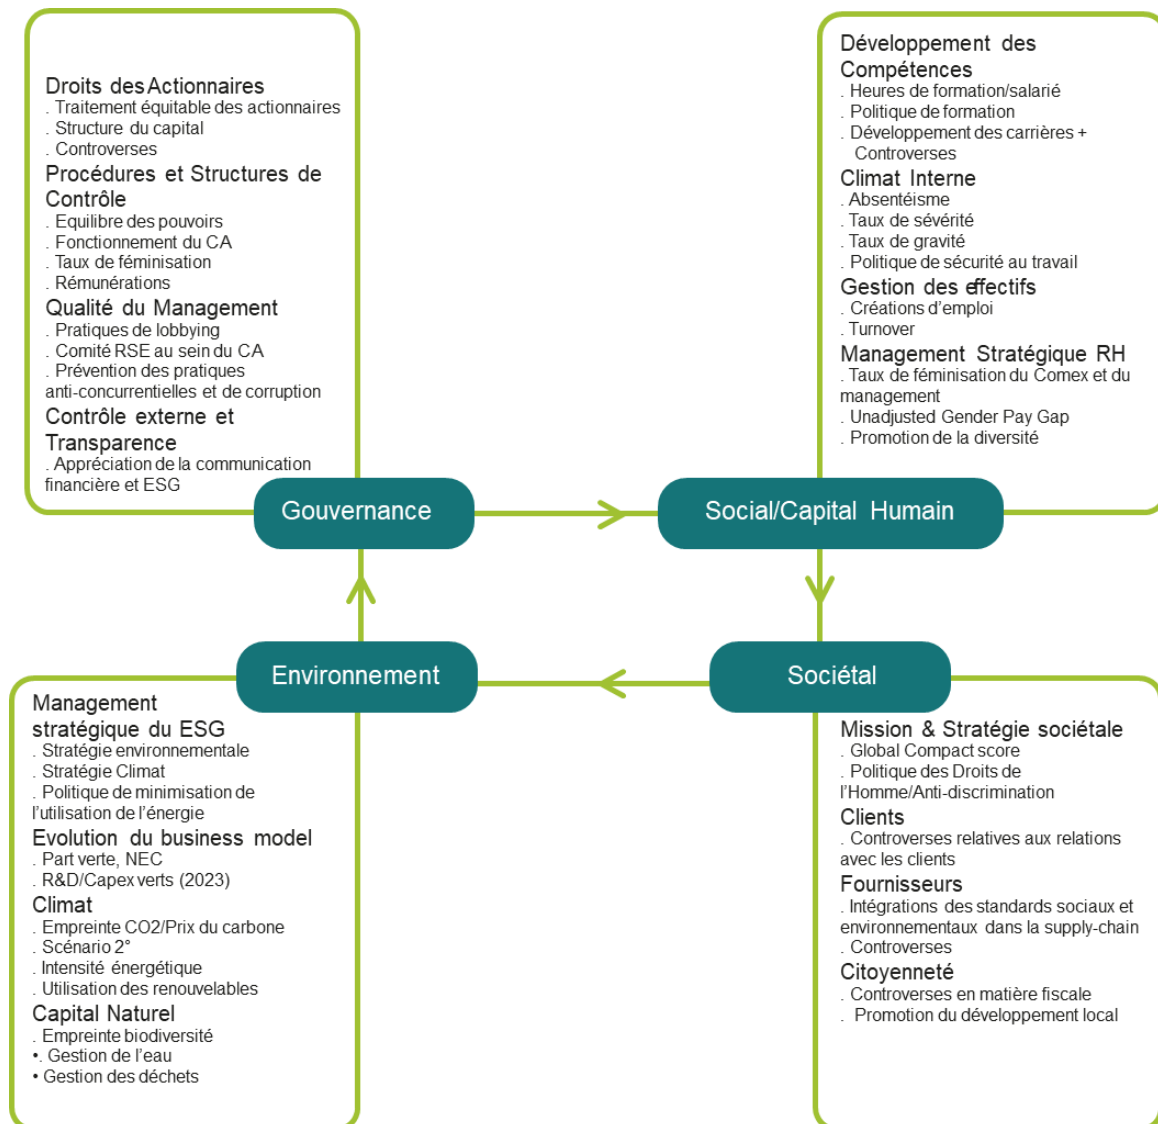 Droits des Actionnaires
. Traitement équitable des actionnaires
. Structure du capital
. Controverses
Procédures et Structures de
Contrôle
. Equilibre des pouvoirs
. Fonctionnement du CA
. Taux de féminisation
. Rémunérations
Qualité du Management
. Pratiques de lobbying
. Comité RSE au sein du CA
. Prévention des pratiques
anti-concurrentielles et de corruption
Contrôle externe et
Transparence
. Appréciation de la communication
financière et ESG
Gouvernance
Développement des
Compétences
. Heures de formation/salarié
. Politique de formation
. Développement des carrières +
Controverses
Climat Interne
. Absentéisme
. Taux de sévérité
. Taux de gravité
. Politique de sécurité au travail
Gestion des effectifs
. Créations d'emploi
. Turnover
Management Stratégique RH
. Taux de féminisation du Comex et du
management
. Unadjusted Gender Pay Gap
. Promotion de la diversité
Social/Capital Humain
Environnement
Management
stratégique du ESG
. Stratégie environnementale
. Stratégie Climat
. Politique de minimisation de
l'utilisation de l'énergie
Evolution du business model
. Part verte, NEC
. R&D/Capex verts (2023)
Climat
. Empreinte CO2/Prix du carbone
. Scénario 2°
. Intensité énergétique
. Utilisation des renouvelables
Capital Naturel
. Empreinte biodiversité
•. Gestion de l'eau
• Gestion des déchets
Sociétal
Mission & Stratégie sociétale
. Global Compact score
. Politique des Droits de
l'Homme/Anti-discrimination
Clients
. Controverses relatives aux relations
avec les clients
Fournisseurs
. Intégrations des standards sociaux et
environnementaux dans la supply-chain
. Controverses
Citoyenneté
. Controverses en matière fiscale
. Promotion du développement local